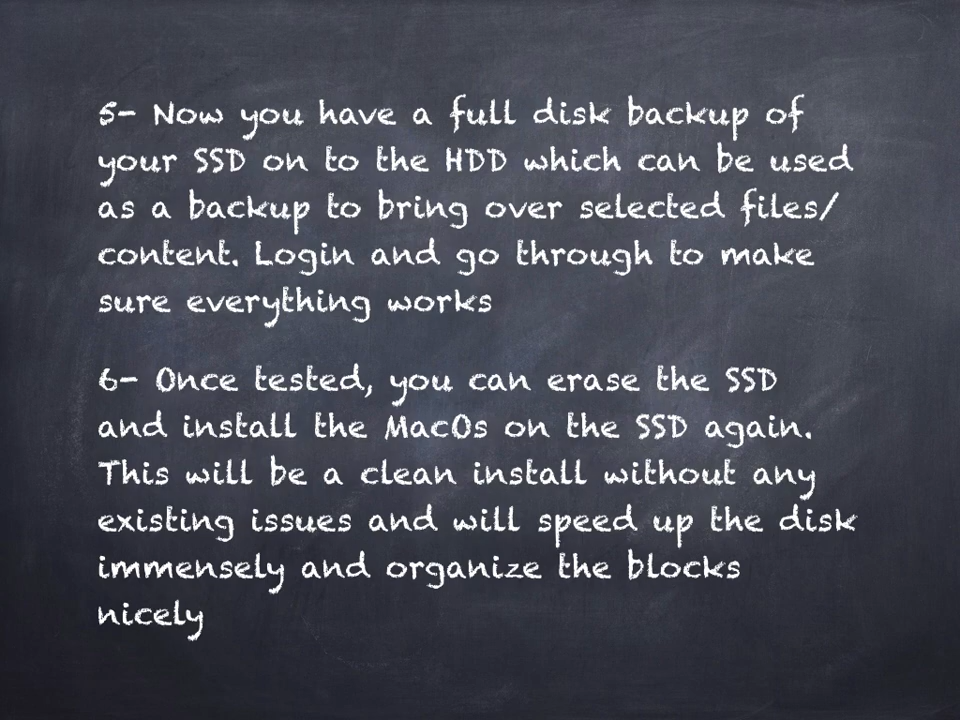 5- Now you have a full disk backup of
your SSD on to the HDD which can be used
as a backup to bring over selected files/
content. Login and go through to make
sure everything works
6- Once tested, you can erase the SSD
and install the MacOs on the SSD again.
This will be a clean install without any
existing issues and will speed up the disk
immensely and organize the blocks
nicely